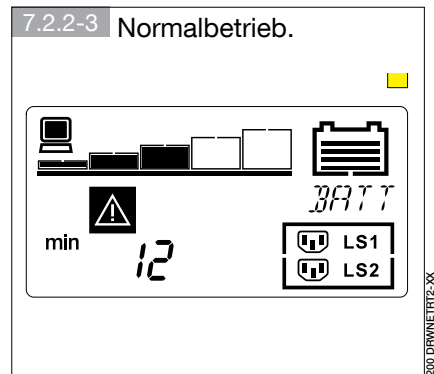 7.2.2-3 Normalbetrieb.
BATT
min 12
LS1
LS2
200 DRWNETRT2-XX